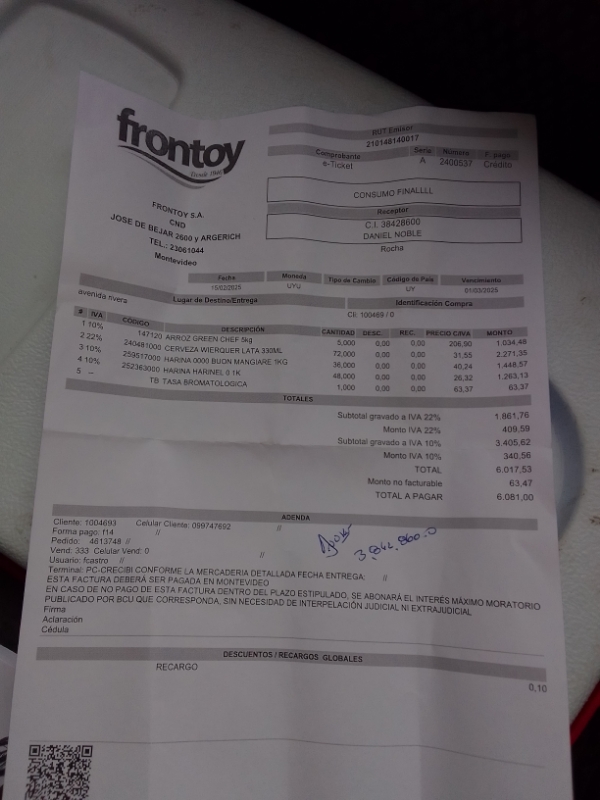 frontoy
Desde 1946
FRONTOY S.A.
CND
JOSE DE BEJAR 2600 y ARGERICH
TEL.: 23061044
Montevideo
RUT Emisor
210148140017
Comprobante Serie Número F. pago
e-Ticket A 2400537 Crédito
CONSUMO FINALLLL
Receptor
C.I. 38428600
DANIEL NOBLE
Rocha
Fecha Moneda Tipo de Cambio Código de País Vencimiento
15/02/2025 UYU UY 01/03/2025
Lugar de Destino/Entrega Identificación Compra
avenida rivera
Cli: 100469 / 0
# IVA CÓDIGO DESCRIPCIÓN CANTIDAD DESC. REC. PRECIO C/IVA MONTO
1 10% 147120 ARROZ GREEN CHEF 5kg 5,000 0,00 0,00 206,90 1.034,48
2 22% 240481000 CERVEZA WIERQUER LATA 330ML 72,000 0,00 0,00 31,55 2.271,35
3 10% 259517000 HARINA 0000 BUON MANGIARE 1KG 36,000 0,00 0,00 40,24 1.448,57
4 10% 252363000 HARINA HARINEL 0 1K 48,000 0,00 0,00 26,32 1.263,13
5 -- TB TASA BROMATOLOGICA 1,000 0,00 0,00 63,37 63,37
TOTALES
Subtotal gravado a IVA 22% 1.861,76
Monto IVA 22% 409,59
Subtotal gravado a IVA 10% 3.405,62
Monto IVA 10% 340,56
TOTAL 6.017,53
Monto no facturable 63,47
TOTAL A PAGAR 6.081,00
ADENDA
Cliente: 1004693 Celular Cliente: 099747692 //
Forma pago: f14 //
Pedido: 4613748 //
Vend: 333 Celular Vend: 0 //
Usuario: fcastro //
3.842.860-0
Terminal: PC-CRECIBI CONFORME LA MERCADERIA DETALLADA FECHA ENTREGA: //
ESTA FACTURA DEBERÁ SER PAGADA EN MONTEVIDEO
EN CASO DE NO PAGO DE ESTA FACTURA DENTRO DEL PLAZO ESTIPULADO, SE ABONARÁ EL INTERÉS MÁXIMO MORATORIO
PUBLICADO POR BCU QUE CORRESPONDA, SIN NECESIDAD DE INTERPELACIÓN JUDICIAL NI EXTRAJUDICIAL
Firma
Aclaración
Cédula
DESCUENTOS / RECARGOS GLOBALES
RECARGO 0,10